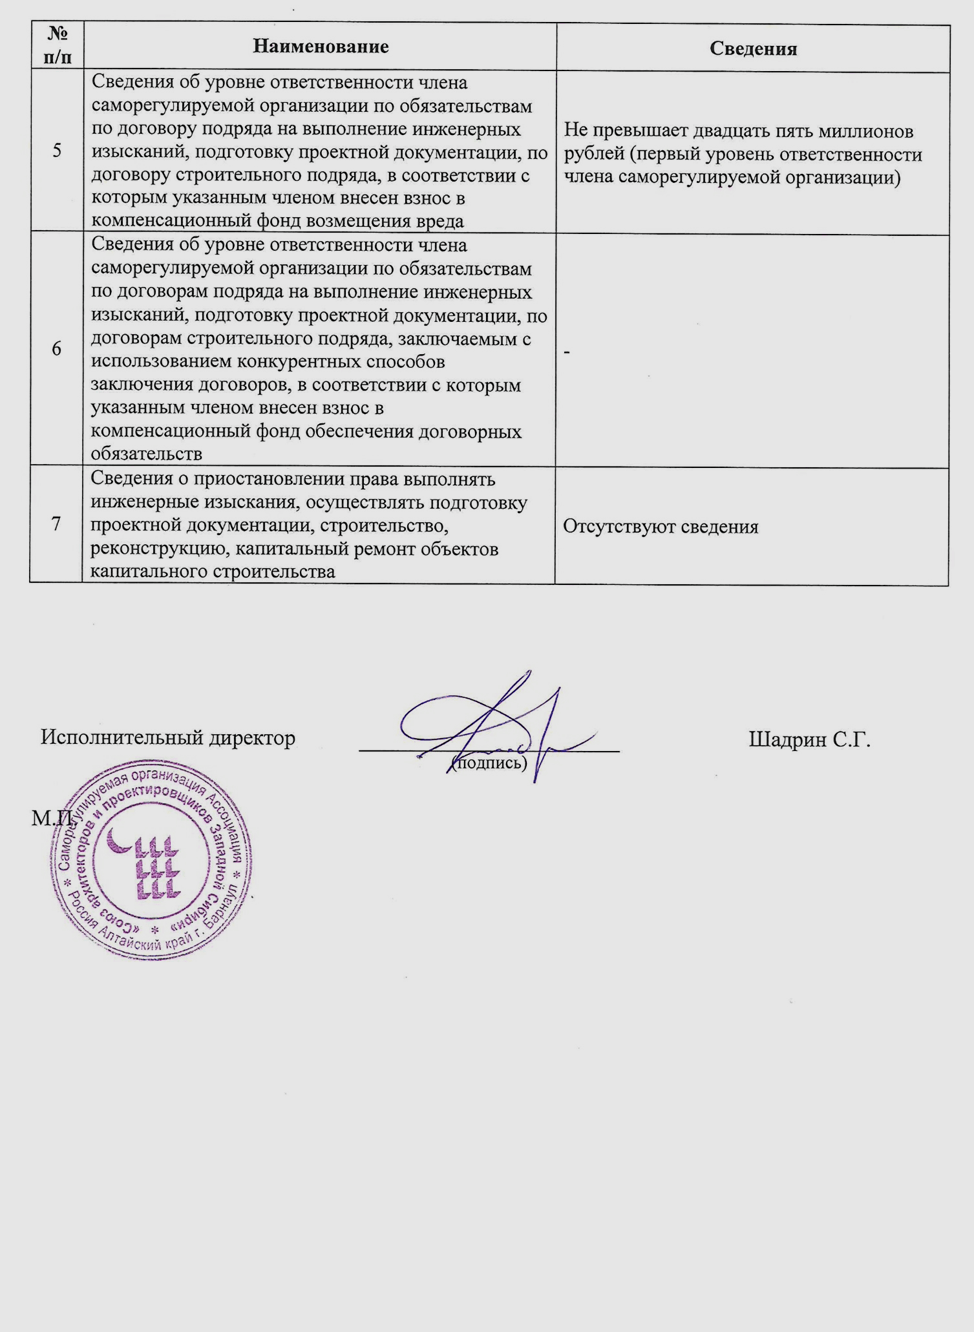 №
п/п
Наименование
Сведения
5
Сведения об уровне ответственности члена
саморегулируемой организации по обязательствам
по договору подряда на выполнение инженерных
изысканий, подготовку проектной документации, по
договору строительного подряда, в соответствии с
которым указанным членом внесен взнос в
компенсационный фонд возмещения вреда
Не превышает двадцать пять миллионов
рублей (первый уровень ответственности
члена саморегулируемой организации)
6
Сведения об уровне ответственности члена
саморегулируемой организации по обязательствам
по договорам подряда на выполнение инженерных
изысканий, подготовку проектной документации, по
договорам строительного подряда, заключаемым с
использованием конкурентных способов
заключения договоров, в соответствии с которым
указанным членом внесен взнос в
компенсационный фонд обеспечения договорных
обязательств
-
7
Сведения о приостановлении права выполнять
инженерные изыскания, осуществлять подготовку
проектной документации, строительство,
реконструкцию, капитальный ремонт объектов
капитального строительства
Отсутствуют сведения
Исполнительный директор
(подпись)
Шадрин С.Г.
М.П.
* Саморегулируемая организация Ассоциация *
Россия Алтайский край г. Барнаул
«Союз архитекторов и проектировщиков Западной Сибири» *